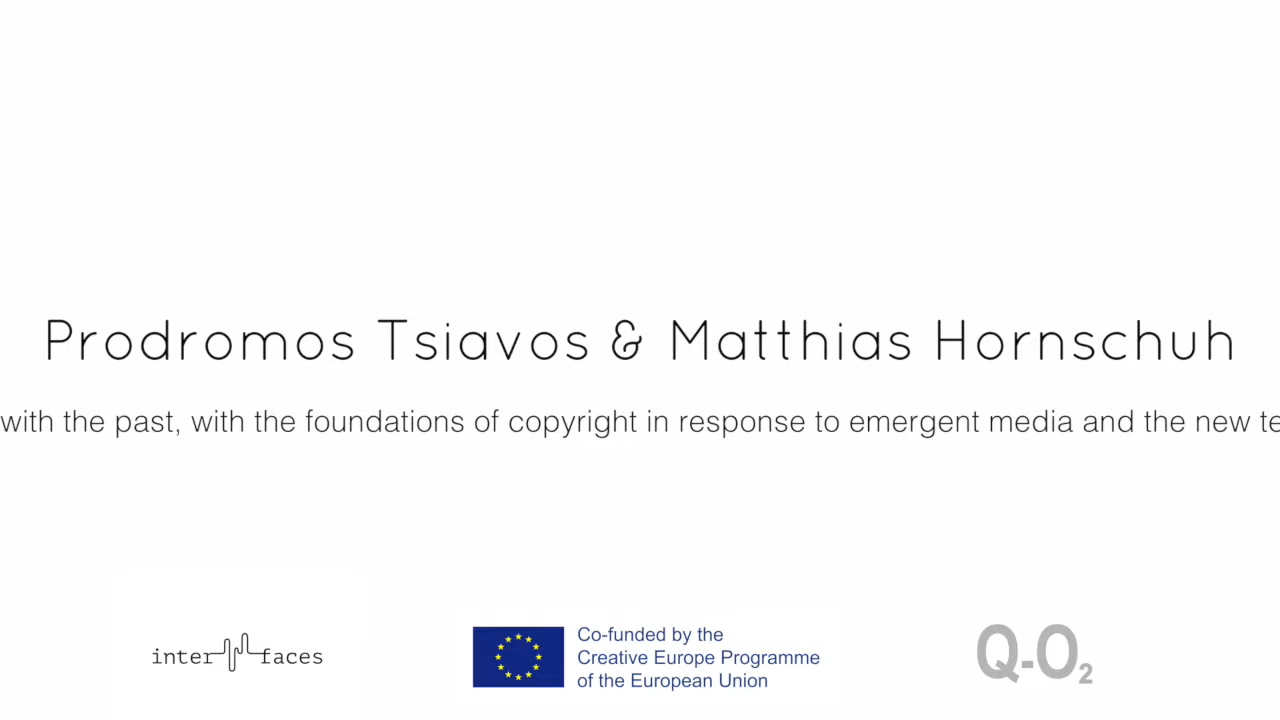 Prodromos Tsiavos & Matthias Hornschuh
with the past, with the foundations of copyright in response to emergent media and the new te
inter faces
Co-funded by the
Creative Europe Programme
of the European Union
Q-O2